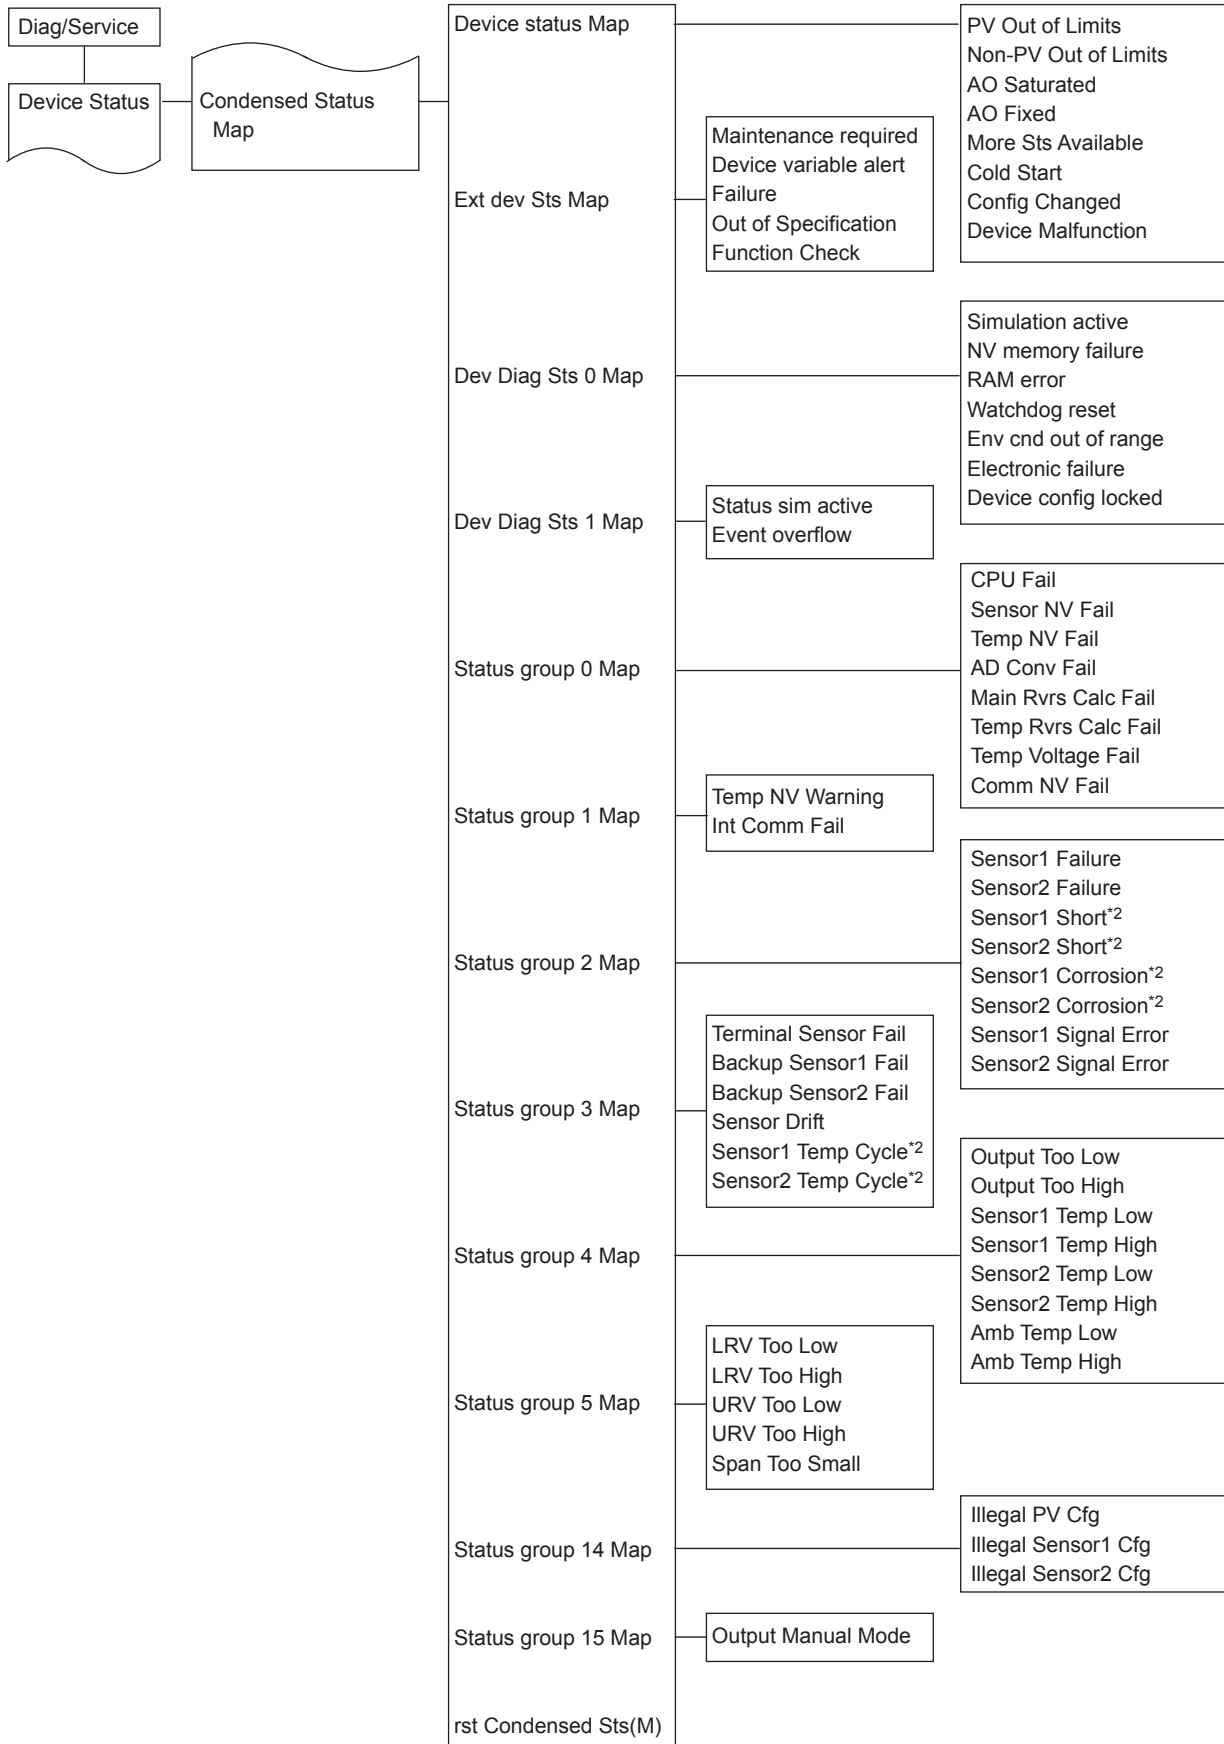 Diag/Service
Device Status
Condensed Status
Map
Device status Map
PV Out of Limits
Non-PV Out of Limits
AO Saturated
AO Fixed
More Sts Available
Cold Start
Config Changed
Device Malfunction
Ext dev Sts Map
Maintenance required
Device variable alert
Failure
Out of Specification
Function Check
Dev Diag Sts 0 Map
Simulation active
NV memory failure
RAM error
Watchdog reset
Env cnd out of range
Electronic failure
Device config locked
Dev Diag Sts 1 Map
Status sim active
Event overflow
Status group 0 Map
CPU Fail
Sensor NV Fail
Temp NV Fail
AD Conv Fail
Main Rvrs Calc Fail
Temp Rvrs Calc Fail
Temp Voltage Fail
Comm NV Fail
Status group 1 Map
Temp NV Warning
Int Comm Fail
Status group 2 Map
Sensor1 Failure
Sensor2 Failure
Sensor1 Short*2
Sensor2 Short*2
Sensor1 Corrosion*2
Sensor2 Corrosion*2
Sensor1 Signal Error
Sensor2 Signal Error
Status group 3 Map
Terminal Sensor Fail
Backup Sensor1 Fail
Backup Sensor2 Fail
Sensor Drift
Sensor1 Temp Cycle*2
Sensor2 Temp Cycle*2
Status group 4 Map
Output Too Low
Output Too High
Sensor1 Temp Low
Sensor1 Temp High
Sensor2 Temp Low
Sensor2 Temp High
Amb Temp Low
Amb Temp High
Status group 5 Map
LRV Too Low
LRV Too High
URV Too Low
URV Too High
Span Too Small
Status group 14 Map
Illegal PV Cfg
Illegal Sensor1 Cfg
Illegal Sensor2 Cfg
Status group 15 Map
Output Manual Mode
rst Condensed Sts(M)